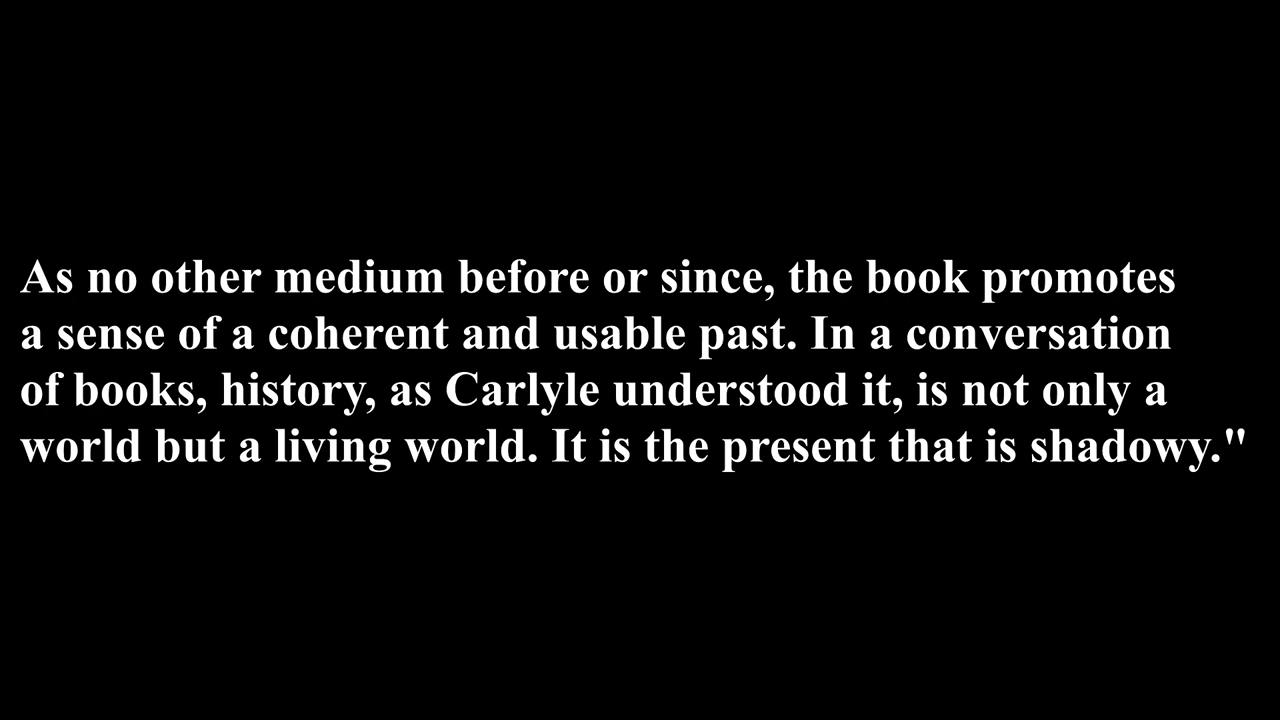 As no other medium before or since, the book promotes
a sense of a coherent and usable past. In a conversation
of books, history, as Carlyle understood it, is not only a
world but a living world. It is the present that is shadowy."